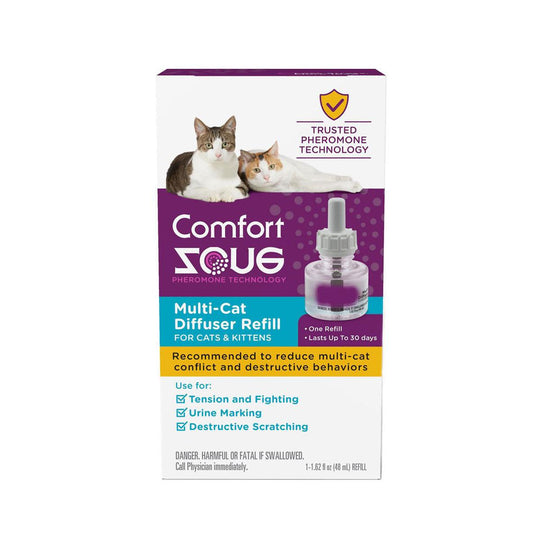 TRUSTED
PHEROMONE
TECHNOLOGY
Comfort
PHEROMONE TECHNOLOGY
Multi-Cat
Diffuser Refill
FOR CATS & KITTENS
• One Refill
• Lasts Up To 30 days
Recommended to reduce multi-cat
conflict and destructive behaviors
Use for:
Tension and Fighting
Urine Marking
Destructive Scratching
DANGER. HARMFUL OR FATAL IF SWALLOWED.
Call Physician immediately.
1-1.62 fl oz (48 mL) REFILL